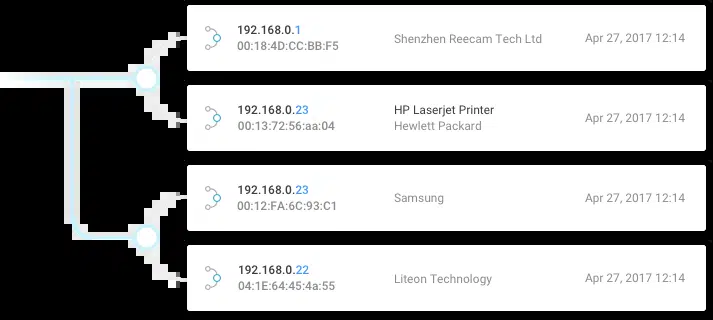 192.168.0.1
00:18:4D:CC:BB:F5
Shenzhen Reecam Tech Ltd
Apr 27, 2017 12:14
192.168.0.23
00:13:72:56:aa:04
HP Laserjet Printer
Hewlett Packard
Apr 27, 2017 12:14
192.168.0.23
00:12:FA:6C:93:C1
Samsung
Apr 27, 2017 12:14
192.168.0.22
04:1E:64:45:4a:55
Liteon Technology
Apr 27, 2017 12:14